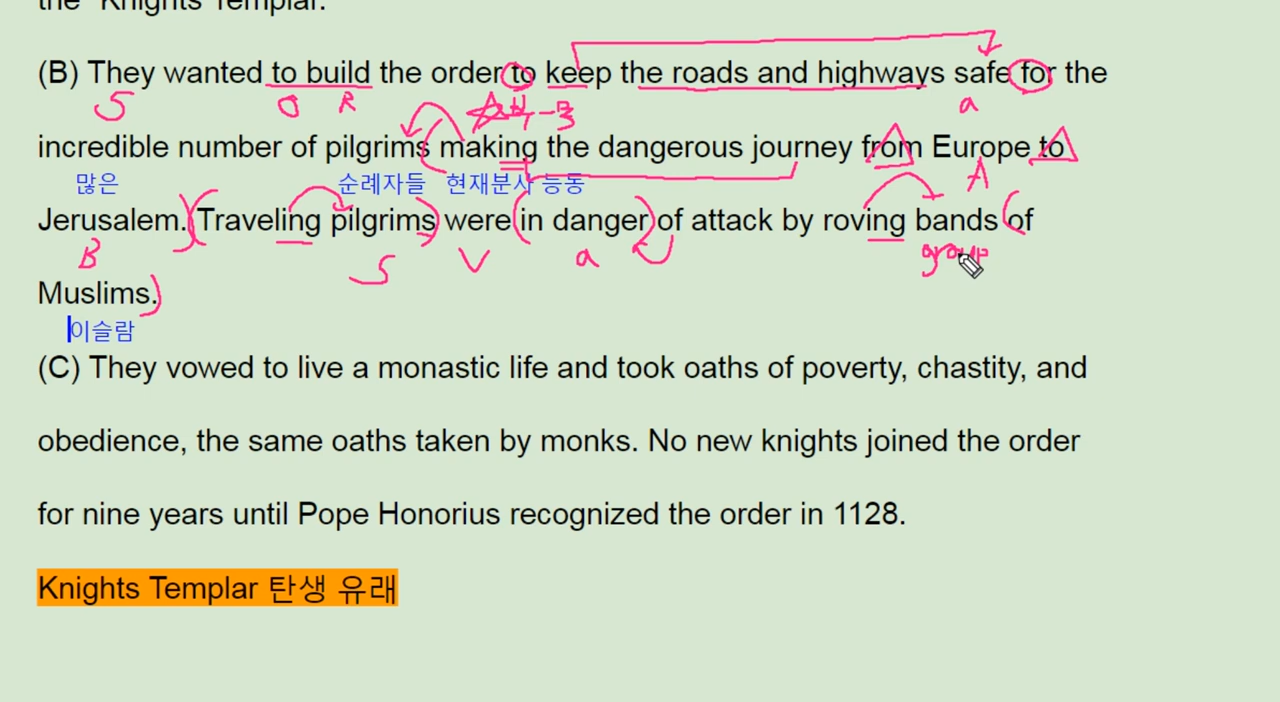 the "Knights Templar.
(B) They wanted to build the order to keep the roads and highways safe for the
S O R a
incredible number of pilgrims making the dangerous journey from Europe to
많은 순례자들 현재분사 능동 A
Jerusalem. Traveling pilgrims were in danger of attack by roving bands of
B S V a group
Muslims.
이슬람
(C) They vowed to live a monastic life and took oaths of poverty, chastity, and
obedience, the same oaths taken by monks. No new knights joined the order
for nine years until Pope Honorius recognized the order in 1128.
Knights Templar 탄생 유래